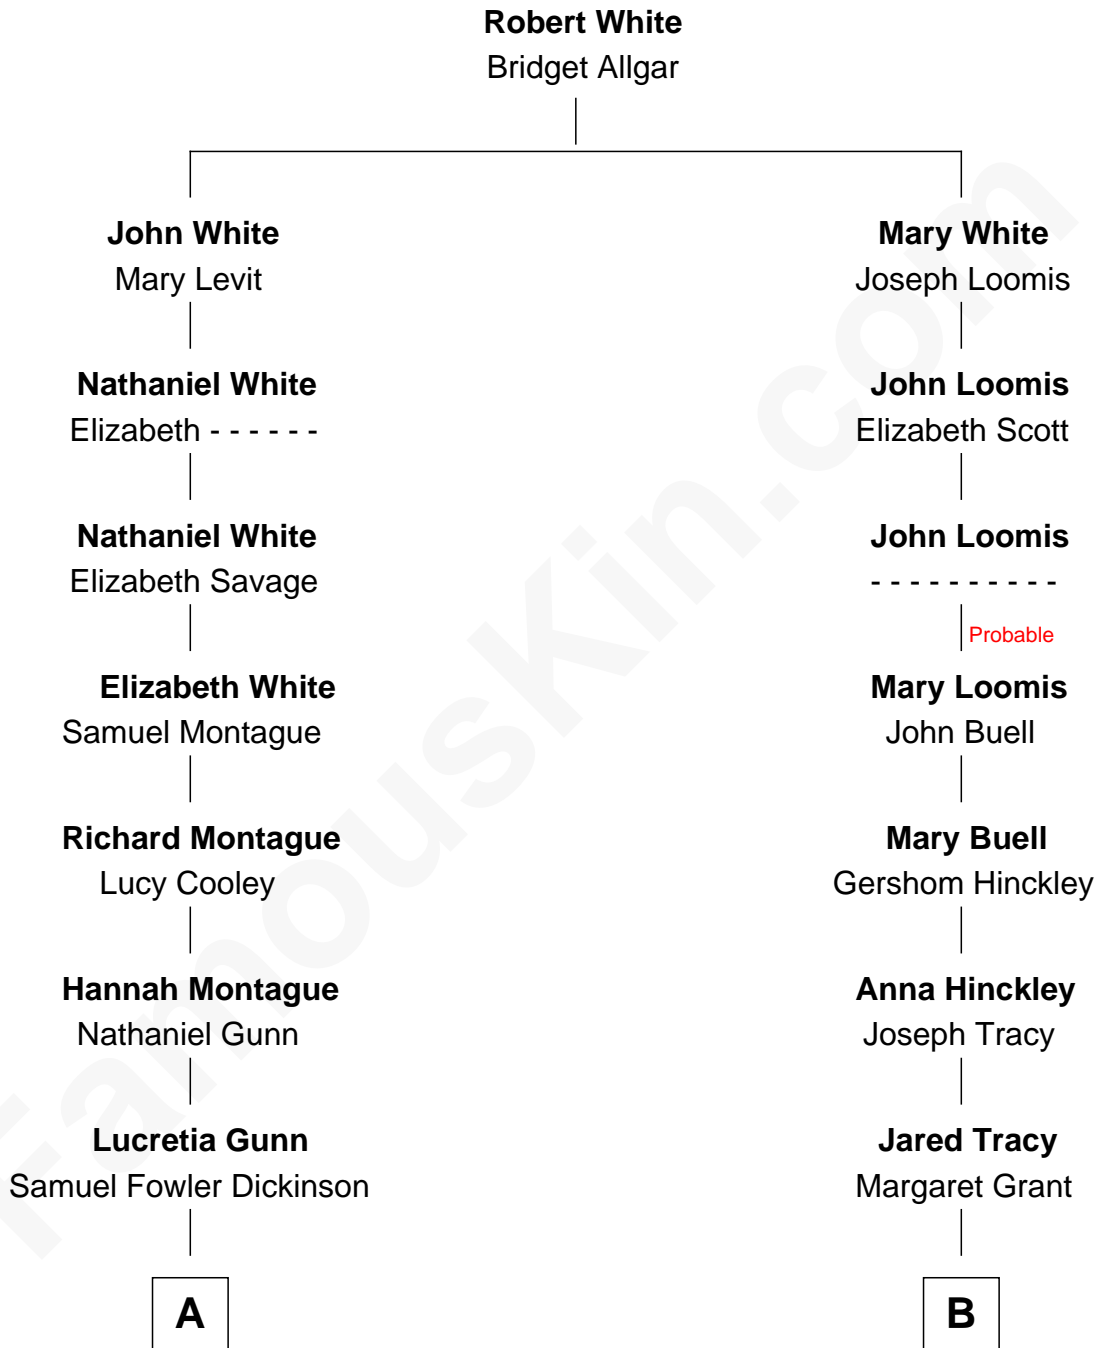 Robert White
Bridget Allgar
John White
Mary Levit
Mary White
Joseph Loomis
Nathaniel White
Elizabeth - - - - - -
John Loomis
Elizabeth Scott
Nathaniel White
Elizabeth Savage
John Loomis
- - - - - - - - - -
Probable
Elizabeth White
Samuel Montague
Mary Loomis
John Buell
Richard Montague
Lucy Cooley
Mary Buell
Gershom Hinckley
Hannah Montague
Nathaniel Gunn
Anna Hinckley
Joseph Tracy
Lucretia Gunn
Samuel Fowler Dickinson
Jared Tracy
Margaret Grant
A
B
FamousKin.com